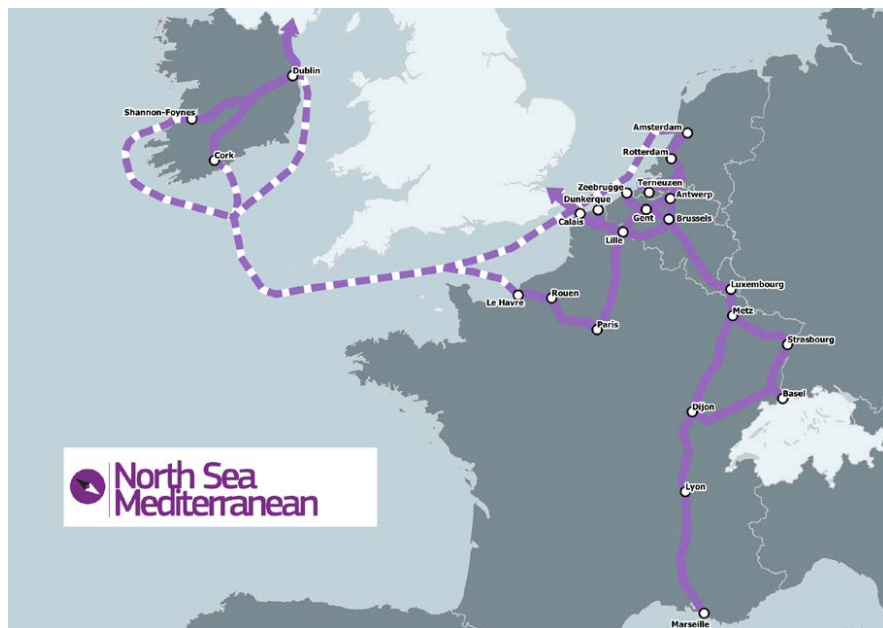 Dublin
Shannon-Foynes
Cork
Amsterdam
Rotterdam
Zeebrugge
Terneuzen
Dunkerque
Antwerp
Calais
Gent
Brussels
Lille
Luxembourg
Le Havre
Rouen
Metz
Paris
Strasbourg
Basel
Dijon
North Sea
Mediterranean
Lyon
Marseille